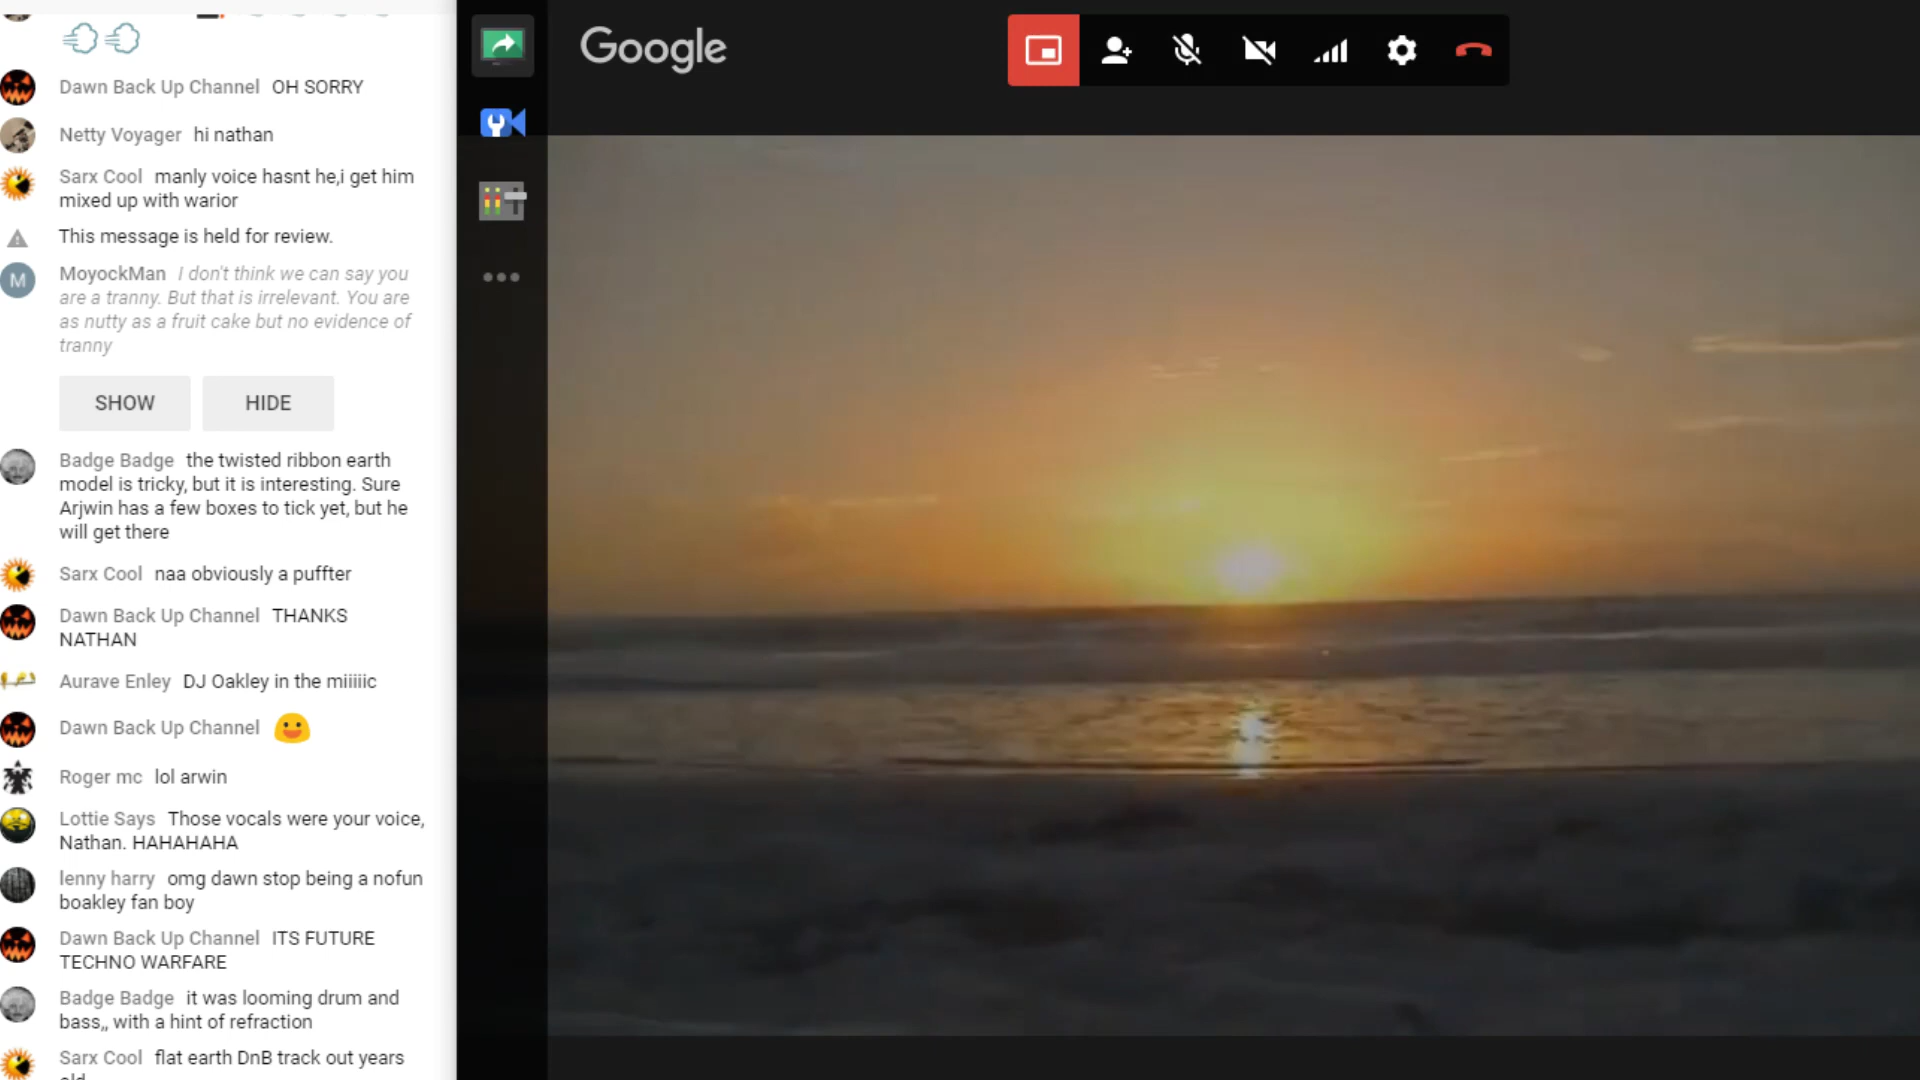 Dawn Back Up Channel OH SORRY
Netty Voyager hi nathan
Sarx Cool manly voice hasnt he,i get him
mixed up with warior
This message is held for review.
M
MoyockMan I don't think we can say you
are a tranny. But that is irrelevant. You are
as nutty as a fruit cake but no evidence of
tranny
SHOW HIDE
Badge Badge the twisted ribbon earth
model is tricky, but it is interesting. Sure
Arjwin has a few boxes to tick yet, but he
will get there
Sarx Cool naa obviously a puffter
Dawn Back Up Channel THANKS
NATHAN
Aurave Enley DJ Oakley in the miiiiic
Dawn Back Up Channel
Roger mc lol arwin
Lottie Says Those vocals were your voice,
Nathan. HAHAHAHA
lenny harry omg dawn stop being a nofun
boakley fan boy
Dawn Back Up Channel ITS FUTURE
TECHNO WARFARE
Badge Badge it was looming drum and
bass,, with a hint of refraction
Sarx Cool flat earth DnB track out years
Google